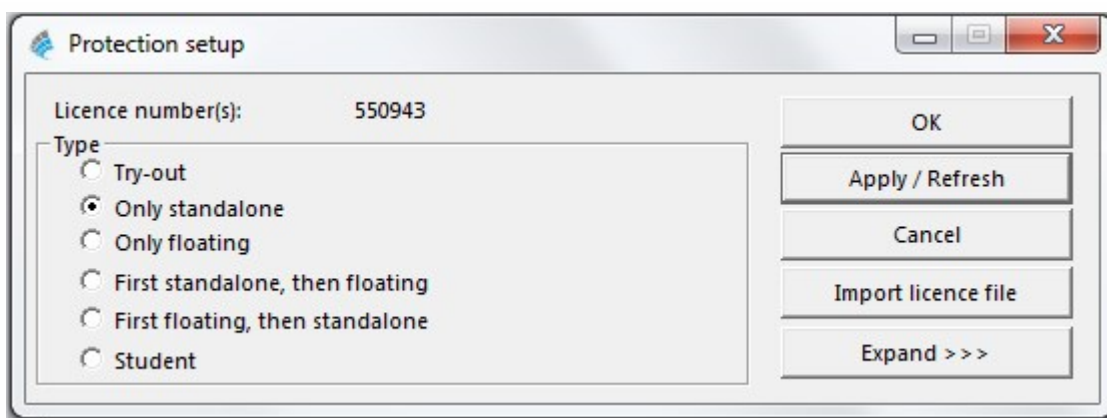 Protection setup
Licence number(s): 550943
Type
Try-out
Only standalone
Only floating
First standalone, then floating
First floating, then standalone
Student
OK
Apply / Refresh
Cancel
Import licence file
Expand >>>